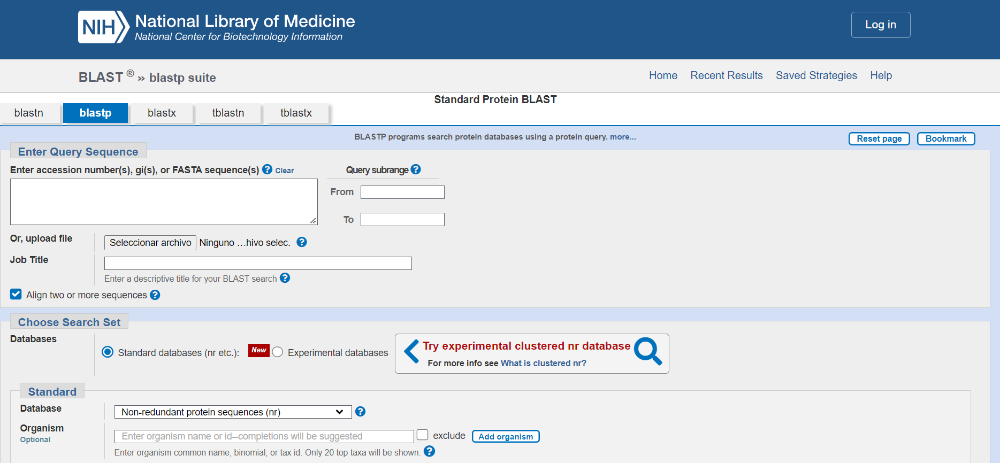 NIH National Library of Medicine
National Center for Biotechnology Information
Log in
BLAST ® » blastp suite
Home Recent Results Saved Strategies Help
Standard Protein BLAST
blastn blastp blastx tblastn tblastx
BLASTP programs search protein databases using a protein query. more...
Reset page Bookmark
Enter Query Sequence
Enter accession number(s), gi(s), or FASTA sequence(s) ? Clear
Query subrange ?
From
To
Or, upload file
Seleccionar archivo Ninguno ...hivo selec. ?
Job Title
Enter a descriptive title for your BLAST search ?
Align two or more sequences ?
Choose Search Set
Databases
Standard databases (nr etc.): New Experimental databases
Try experimental clustered nr database
For more info see What is clustered nr?
Standard
Database
Non-redundant protein sequences (nr) ?
Organism
Optional
Enter organism name or id--completions will be suggested exclude Add organism
Enter organism common name, binomial, or tax id. Only 20 top taxa will be shown. ?